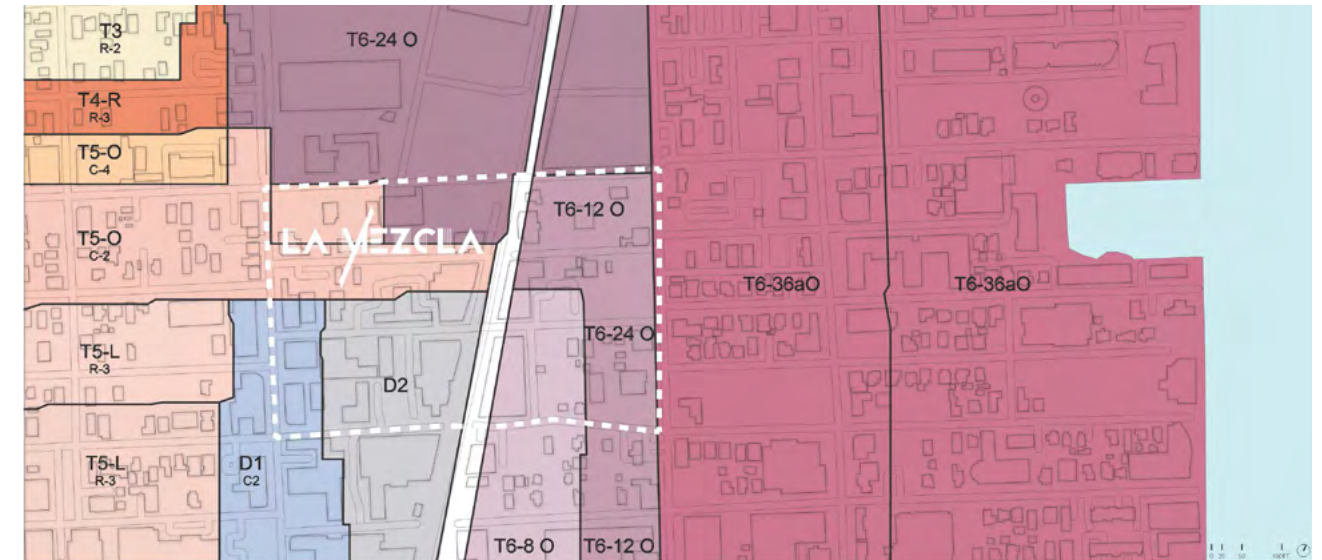 T3
R-2
T6-24 O
T4-R
R-3
T5-O
C-4
T6-12 O
T5-O
C-2
LA MEZCLA
T6-36aO
T6-36aO
T6-24 O
T5-L
R-3
D2
T5-L
R-3
D1
C2
T6-8 O
T6-12 O